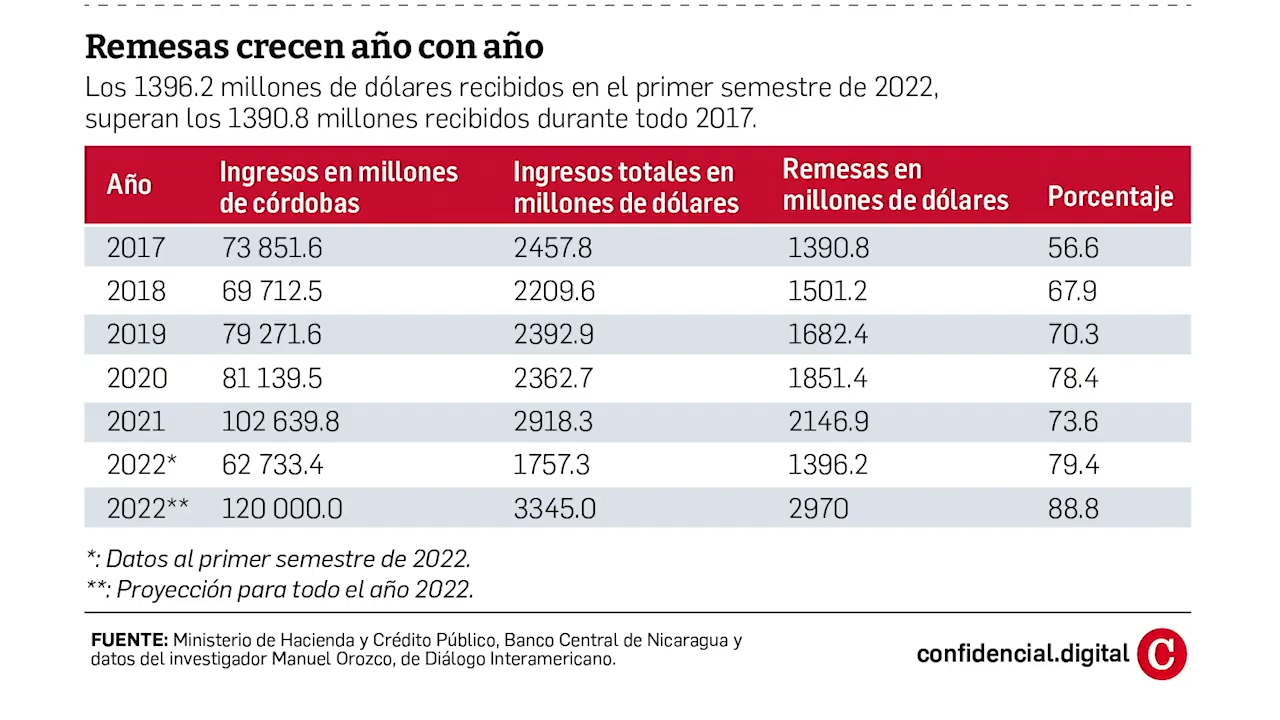 Remesas crecen año con año
Los 1396.2 millones de dólares recibidos en el primer semestre de 2022,
superan los 1390.8 millones recibidos durante todo 2017.
Año Ingresos en millones de córdobas Ingresos totales en millones de dólares Remesas en millones de dólares Porcentaje
2017 73 851.6 2457.8 1390.8 56.6
2018 69 712.5 2209.6 1501.2 67.9
2019 79 271.6 2392.9 1682.4 70.3
2020 81 139.5 2362.7 1851.4 78.4
2021 102 639.8 2918.3 2146.9 73.6
2022* 62 733.4 1757.3 1396.2 79.4
2022** 120 000.0 3345.0 2970 88.8
*: Datos al primer semestre de 2022.
**: Proyección para todo el año 2022.
FUENTE: Ministerio de Hacienda y Crédito Público, Banco Central de Nicaragua y
datos del investigador Manuel Orozco, de Diálogo Interamericano.
confidencial.digital C